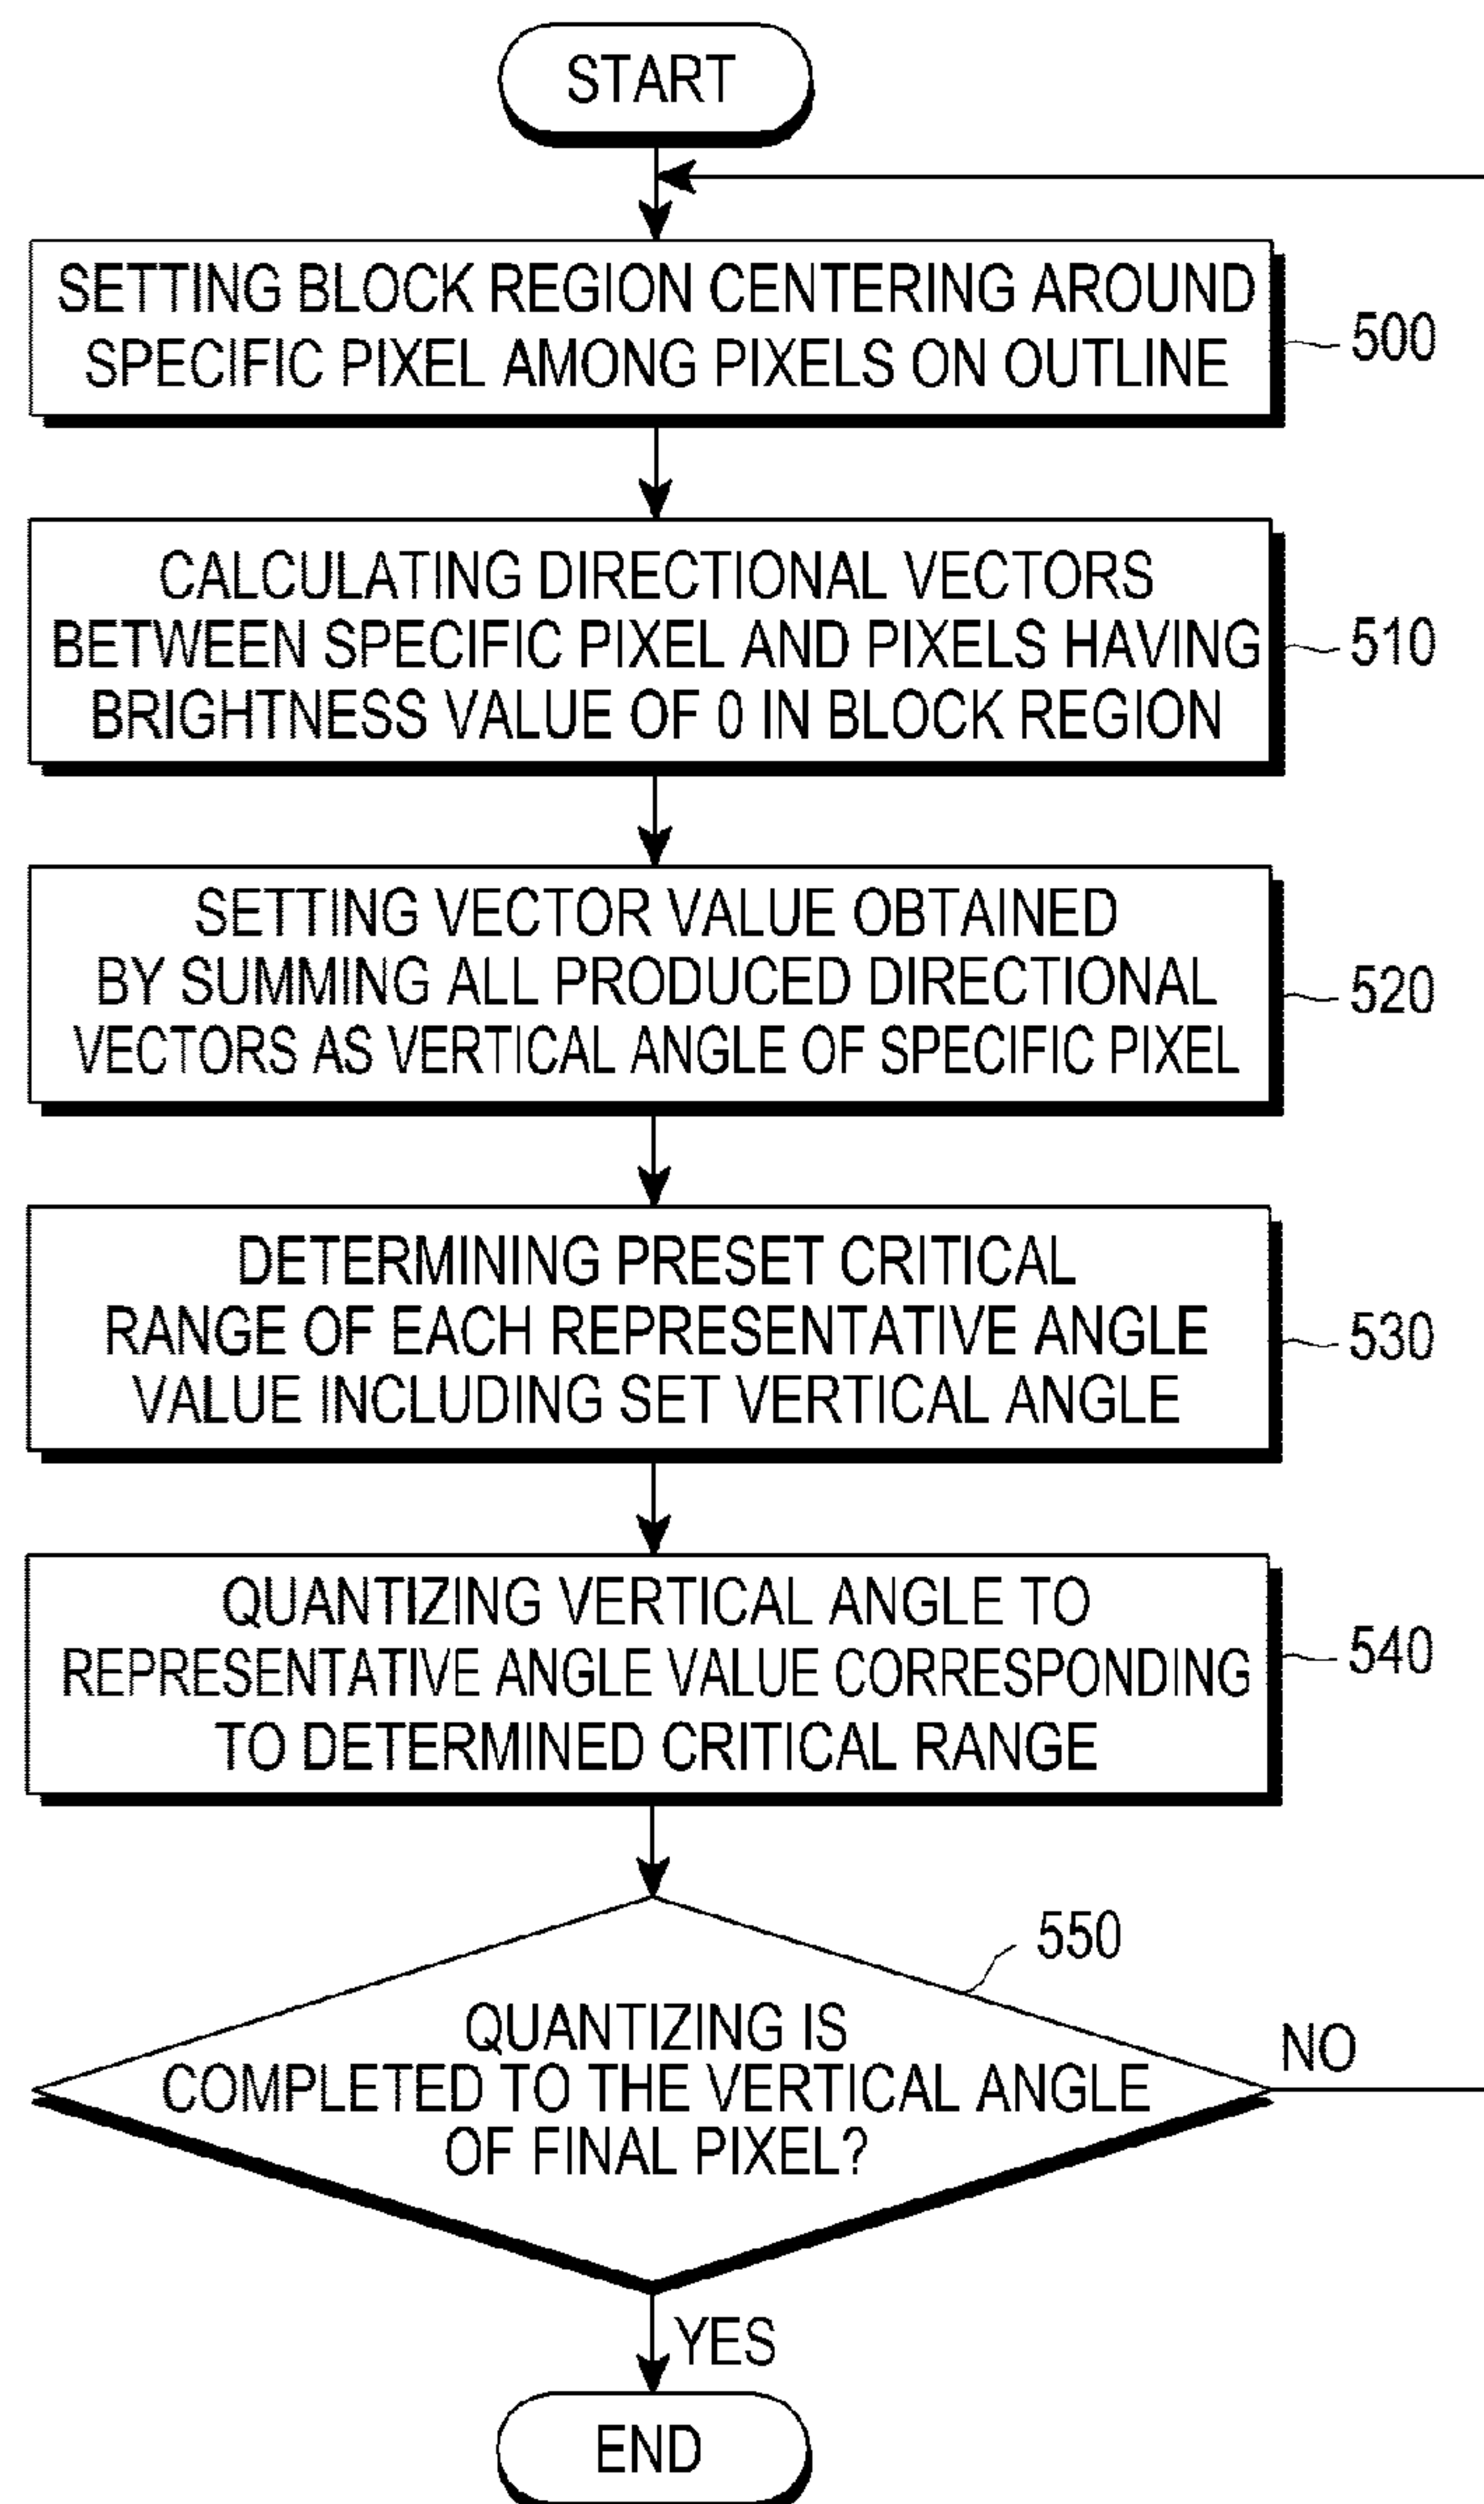 START
SETTING BLOCK REGION CENTERING AROUND
SPECIFIC PIXEL AMONG PIXELS ON OUTLINE
500
CALCULATING DIRECTIONAL VECTORS
BETWEEN SPECIFIC PIXEL AND PIXELS HAVING
BRIGHTNESS VALUE OF 0 IN BLOCK REGION
510
SETTING VECTOR VALUE OBTAINED
BY SUMMING ALL PRODUCED DIRECTIONAL
VECTORS AS VERTICAL ANGLE OF SPECIFIC PIXEL
520
DETERMINING PRESET CRITICAL
RANGE OF EACH REPRESENTATIVE ANGLE
VALUE INCLUDING SET VERTICAL ANGLE
530
QUANTIZING VERTICAL ANGLE TO
REPRESENTATIVE ANGLE VALUE CORRESPONDING
TO DETERMINED CRITICAL RANGE
540
550
QUANTIZING IS
COMPLETED TO THE VERTICAL ANGLE
OF FINAL PIXEL?
NO
YES
END